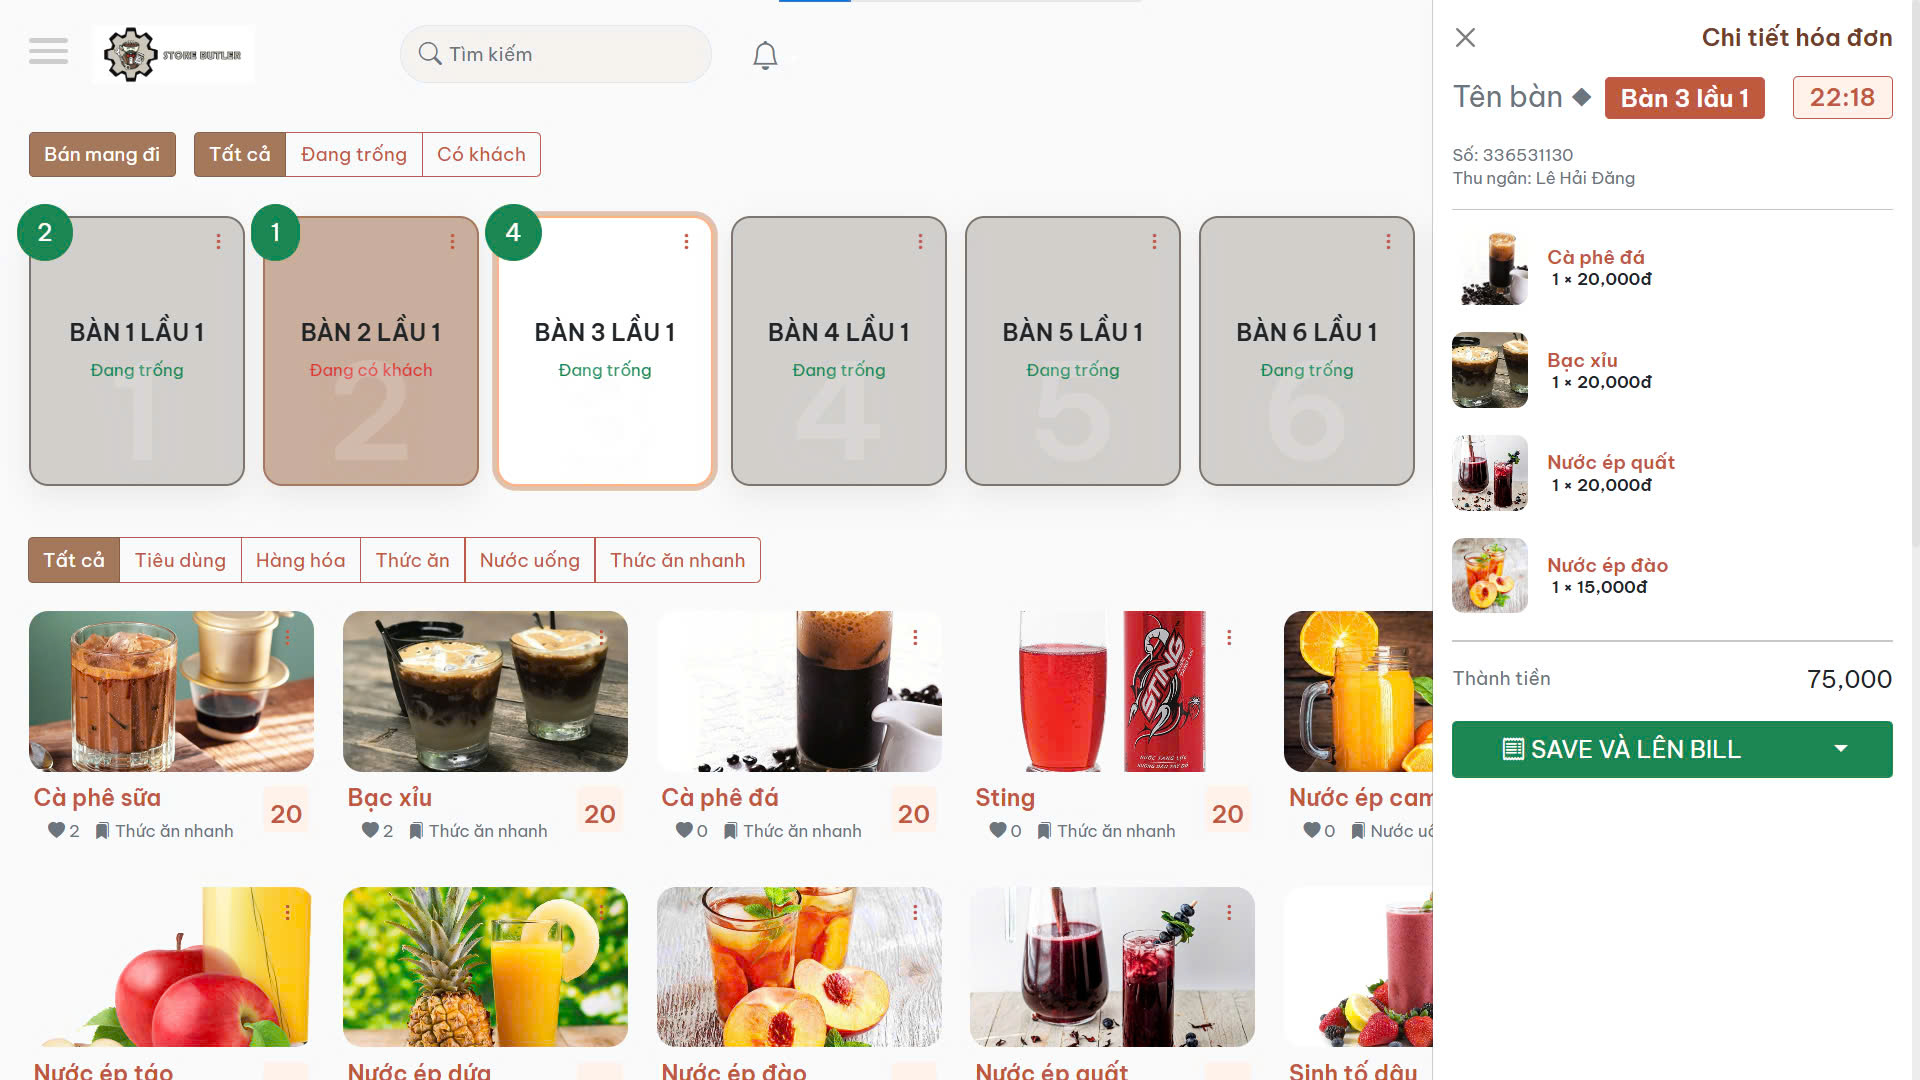 STORE BUTLER
Tìm kiếm
Bán mang đi
Tất cả
Đang trống
Có khách
2
1
4
BÀN 1 LẦU 1
Đang trống
1
BÀN 2 LẦU 1
Đang có khách
2
BÀN 3 LẦU 1
Đang trống
BÀN 4 LẦU 1
Đang trống
4
BÀN 5 LẦU 1
Đang trống
5
BÀN 6 LẦU 1
Đang trống
6
Tất cả
Tiêu dùng
Hàng hóa
Thức ăn
Nước uống
Thức ăn nhanh
Cà phê sữa
20
2
Thức ăn nhanh
Bạc xỉu
20
2
Thức ăn nhanh
Cà phê đá
20
0
Thức ăn nhanh
STING
Sting
20
0
Thức ăn nhanh
Nước ép cam
0
Nước uố
Nước ép táo
Nước ép dứa
Nước ép đào
Nước ép quất
Sinh tố dâu
Chi tiết hóa đơn
Tên bàn
Bàn 3 lầu 1
22:18
Số: 336531130
Thu ngân: Lê Hải Đăng
Cà phê đá
1 × 20,000đ
Bạc xỉu
1 × 20,000đ
Nước ép quất
1 × 20,000đ
Nước ép đào
1 × 15,000đ
Thành tiền
75,000
SAVE VÀ LÊN BILL